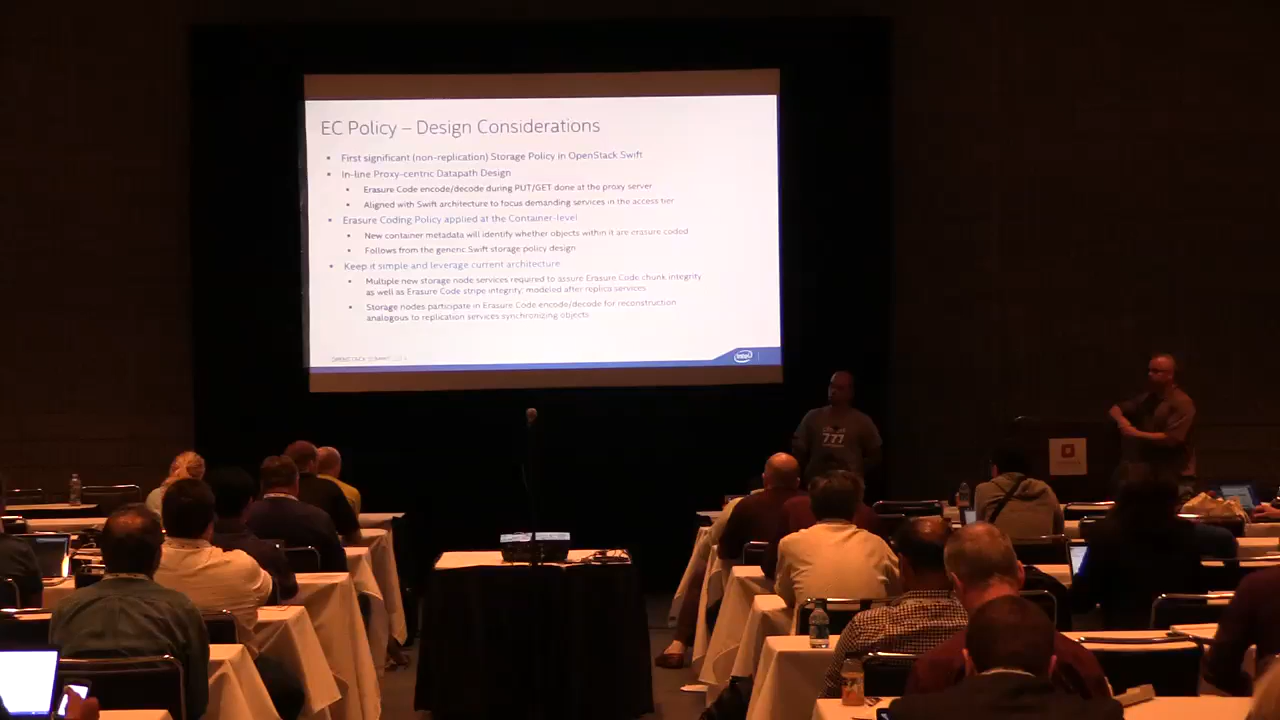 EC Policy – Design Considerations
▪ First significant (non-replication) Storage Policy in OpenStack Swift
▪ In-line Proxy-centric Datapath Design
▪ Erasure Code encode/decode during PUT/GET done at the proxy server
▪ Aligned with Swift architecture to focus demanding services in the access tier
▪ Erasure Coding Policy applied at the Container-level
▪ New container metadata will identify whether objects within it are erasure coded
▪ Follows from the generic Swift storage policy design
▪ Keep it simple and leverage current architecture
▪ Multiple new storage node services required to assure Erasure Code chunk integrity
as well as Erasure Code stripe integrity; modeled after replica services
▪ Storage nodes participate in Erasure Code encode/decode for reconstruction
analogous to replication services synchronizing objects
intel
777